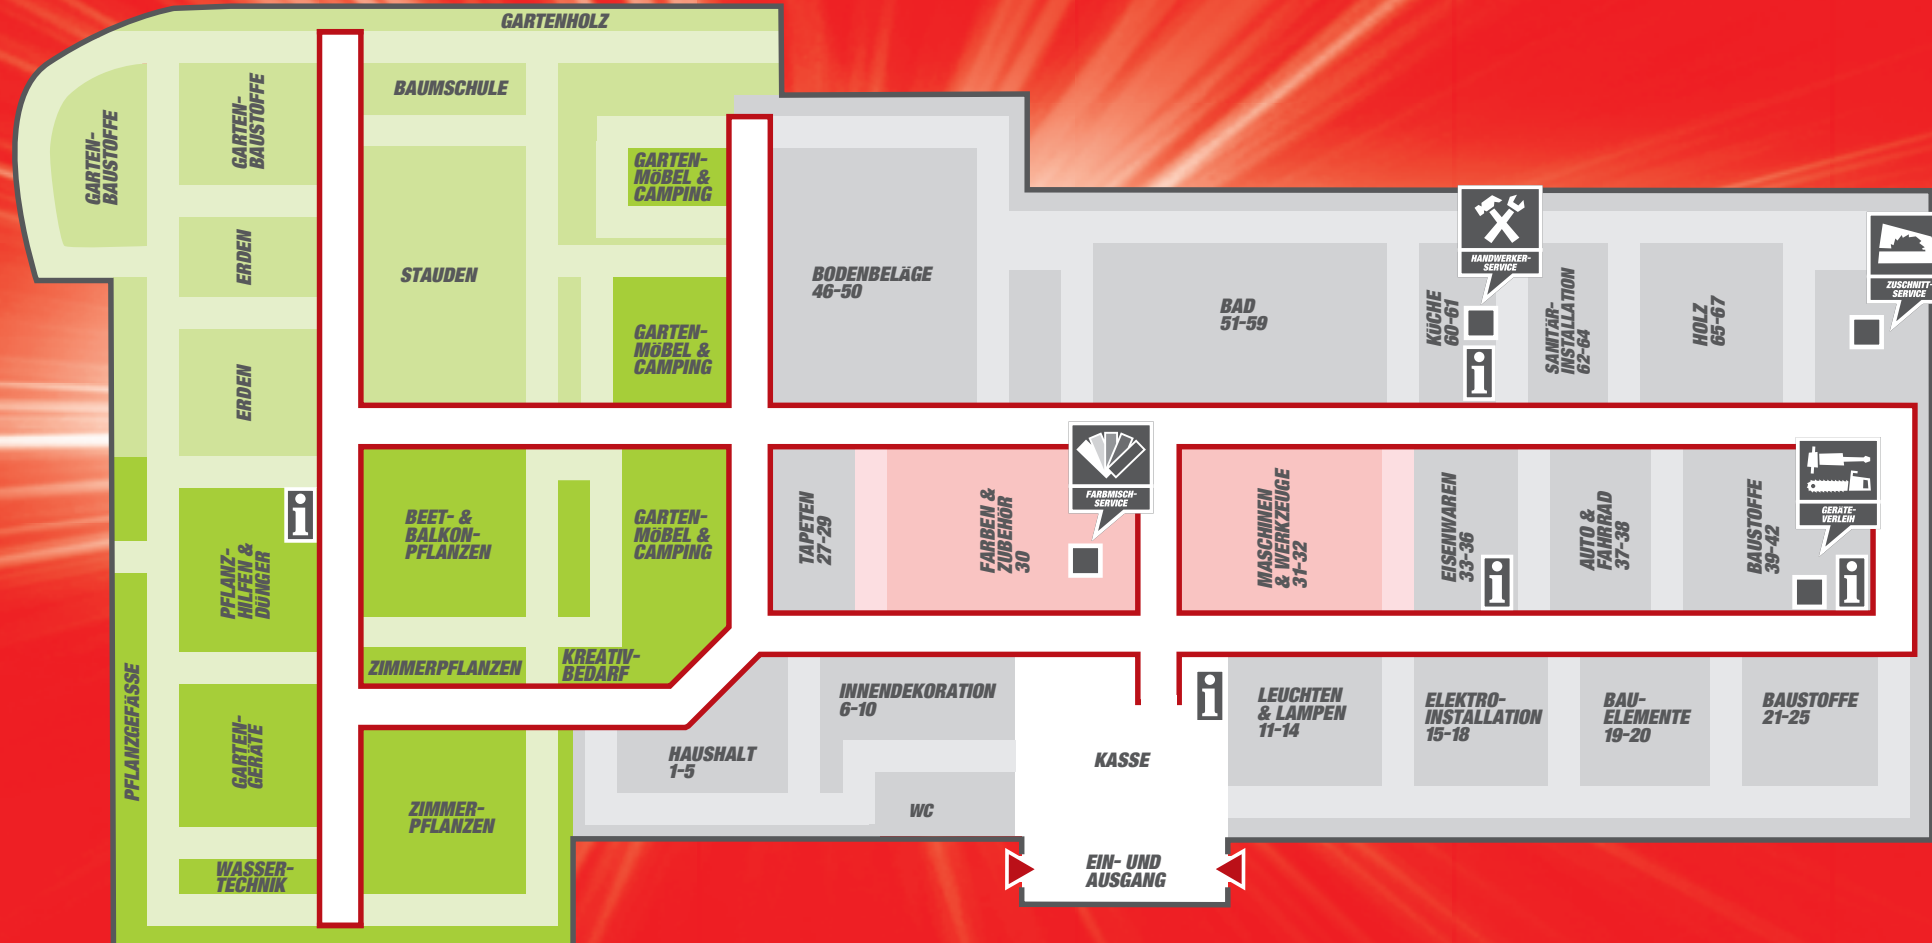 GARTENHOLZ
GARTEN-
BAUSTOFFE
GARTEN-
BAUSTOFFE
BAUMSCHULE
GARTEN-
MÖBEL &
CAMPING
ERDEN
STAUDEN
BODENBELÄGE
46-50
BAD
51-59
KÜCHE
60-61
HANDWERKER-
SERVICE
SANITÄR-
INSTALLATION
62-64
HOLZ
65-67
ZUSCHNITT-
SERVICE
GARTEN-
MÖBEL &
CAMPING
ERDEN
i
PFLANZ-
HILFEN &
DÜNGER
i
BEET- &
BALKON-
PFLANZEN
GARTEN-
MÖBEL &
CAMPING
TAPETEN
27-29
FARBEN &
ZUBEHÖR
30
FARBMISCH-
SERVICE
MASCHINEN
& WERKZEUGE
31-32
EISENWAREN
33-36
i
AUTO &
FAHRRAD
37-38
BAUSTOFFE
39-42
GERÄTE-
VERLEIH
i
PFLANZGEFÄSSE
ZIMMERPFLANZEN
KREATIV-
BEDARF
GARTEN-
GERÄTE
HAUSHALT
1-5
INNENDEKORATION
6-10
KASSE
i
LEUCHTEN
& LAMPEN
11-14
ELEKTRO-
INSTALLATION
15-18
BAU-
ELEMENTE
19-20
BAUSTOFFE
21-25
ZIMMER-
PFLANZEN
WC
WASSER-
TECHNIK
EIN- UND
AUSGANG